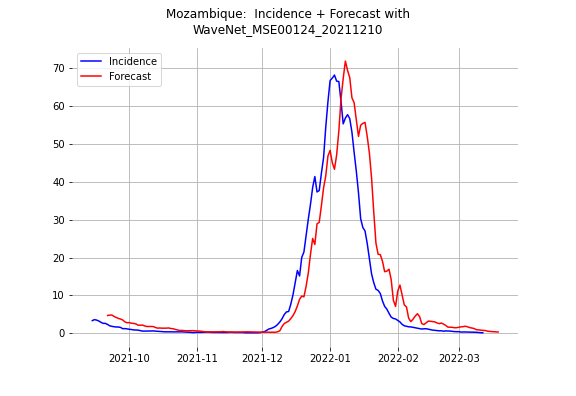 Mozambique:  Incidence + Forecast with
WaveNet_MSE00124_20211210
Incidence
Forecast
70
60
50
40
30
20
10
0
2021-10 2021-11 2021-12 2022-01 2022-02 2022-03